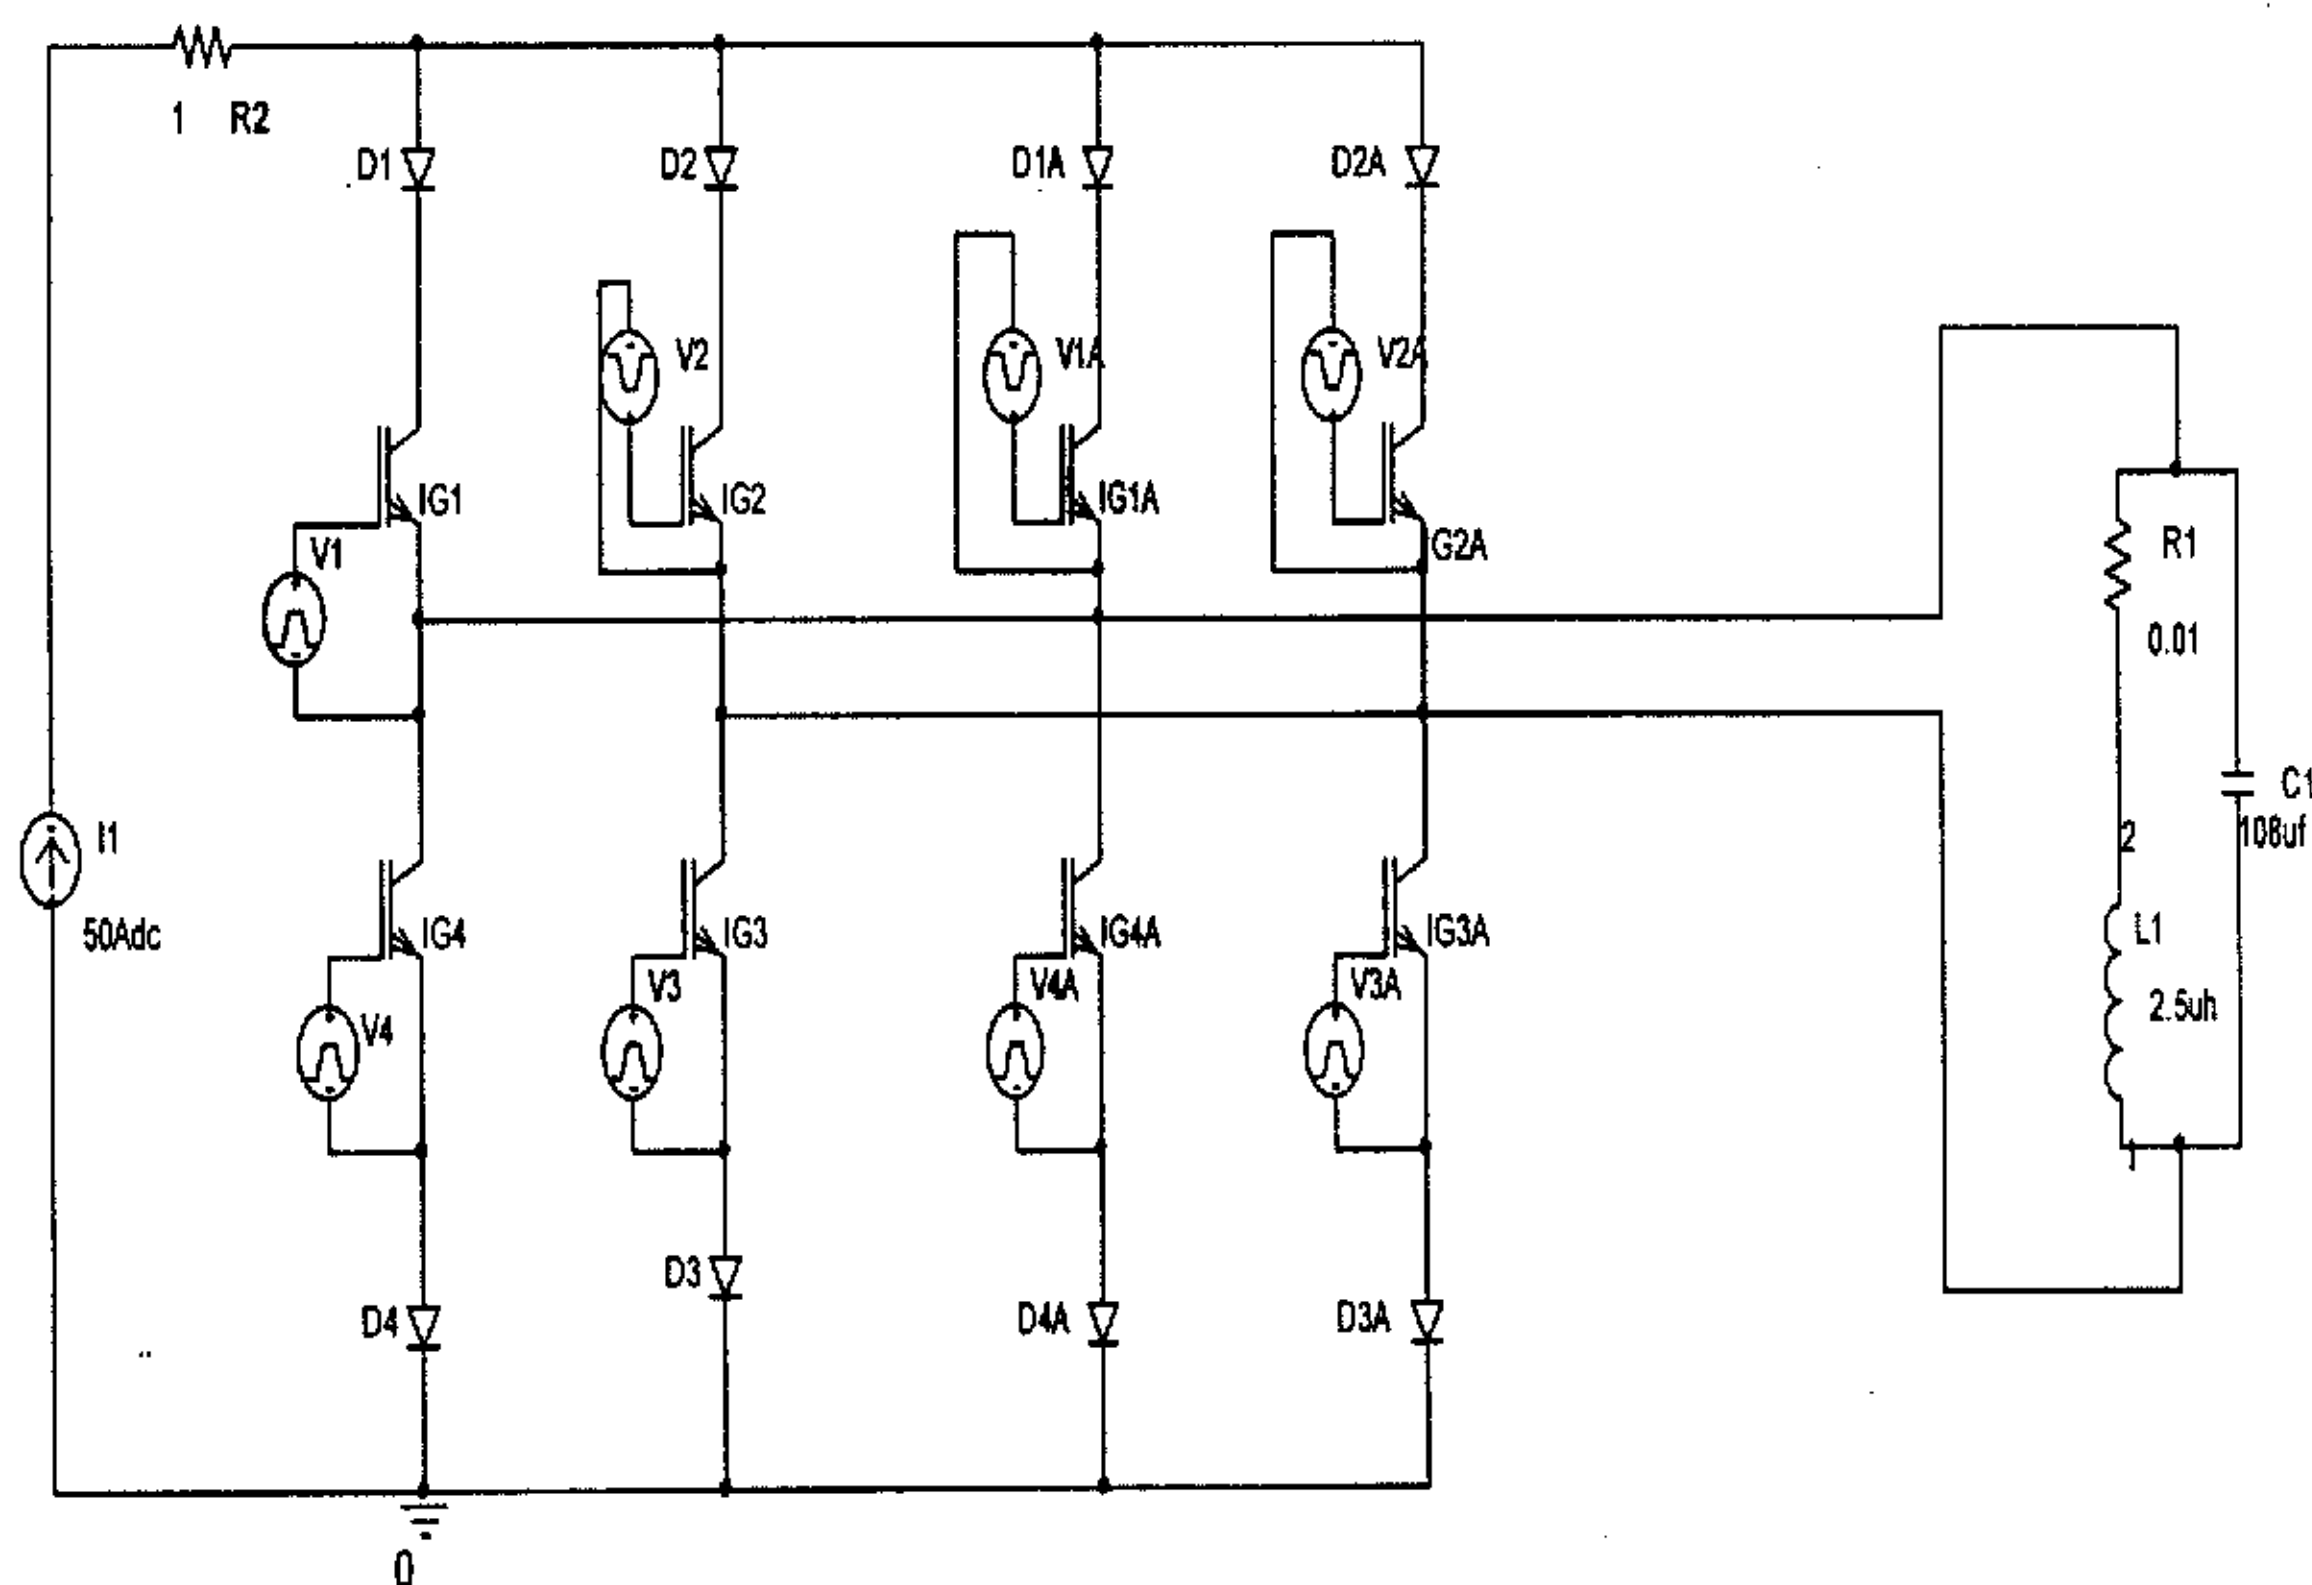 1 R2
D1
D2
D1A
D2A
V2
V1A
V2A
IG1
IG2
IG1A
G2A
V1
R1
0.01
I1
50Adc
C1
108uf
2
IG4
IG3
IG4A
IG3A
L1
2.5uh
V4
V3
V4A
V3A
1
D3
D4
D4A
D3A
0